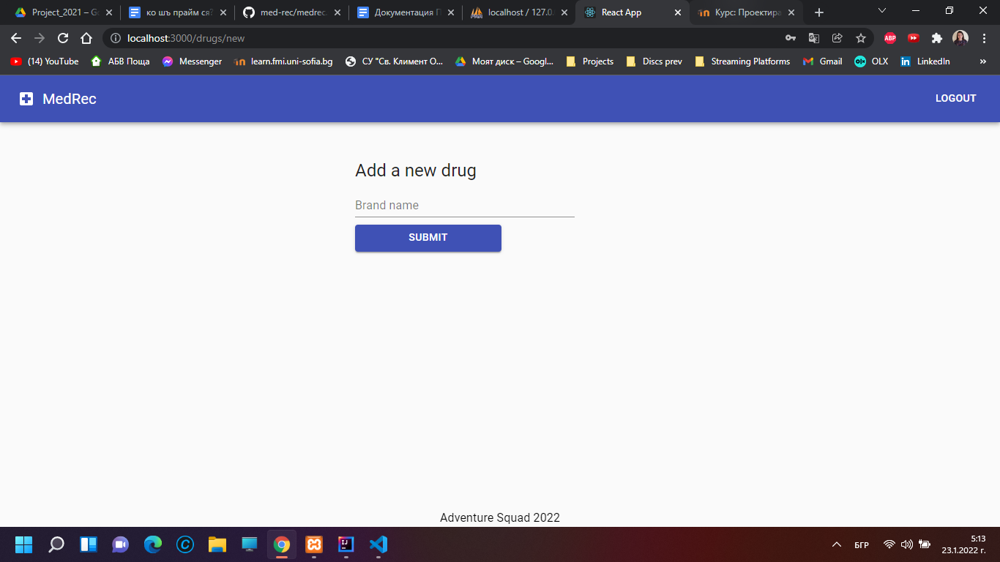 Project_2021 – Go
ко шъ прайм ся?
med-rec/medrec.
Документация П
localhost / 127.0.
React App
Курс: Проектира
localhost:3000/drugs/new
ABP
(14) YouTube
АБВ Поща
Messenger
learn.fmi.uni-sofia.bg
СУ "Св. Климент О...
Моят диск – Googl...
Projects
Discs prev
Streaming Platforms
Gmail
OLX
LinkedIn
»
MedRec
LOGOUT
Add a new drug
Brand name
SUBMIT
Adventure Squad 2022
БГР
5:13
23.1.2022 г.